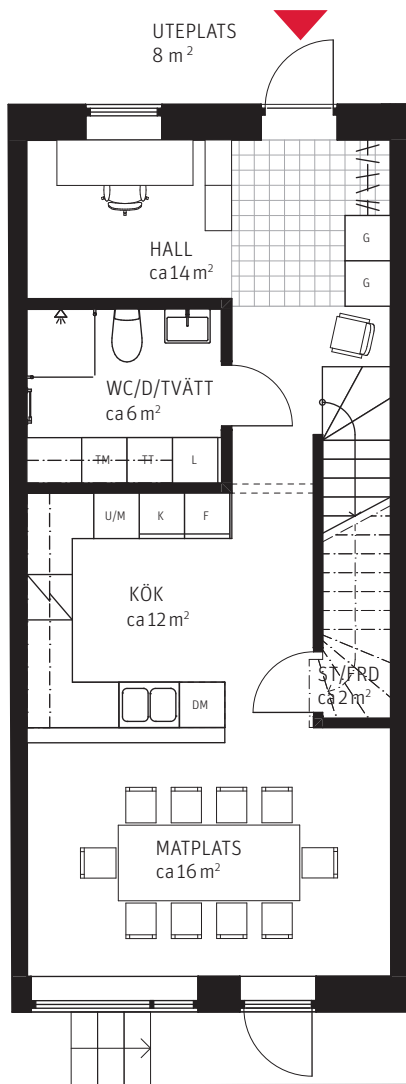 UTEPLATS
8 m²
HALL
ca 14 m²
G
G
WC/D/TVÄTT
ca 6 m²
TM TT L
U/M K F
KÖK
ca 12 m²
ST/FRD
ca 2 m²
DM
MATPLATS
ca 16 m²